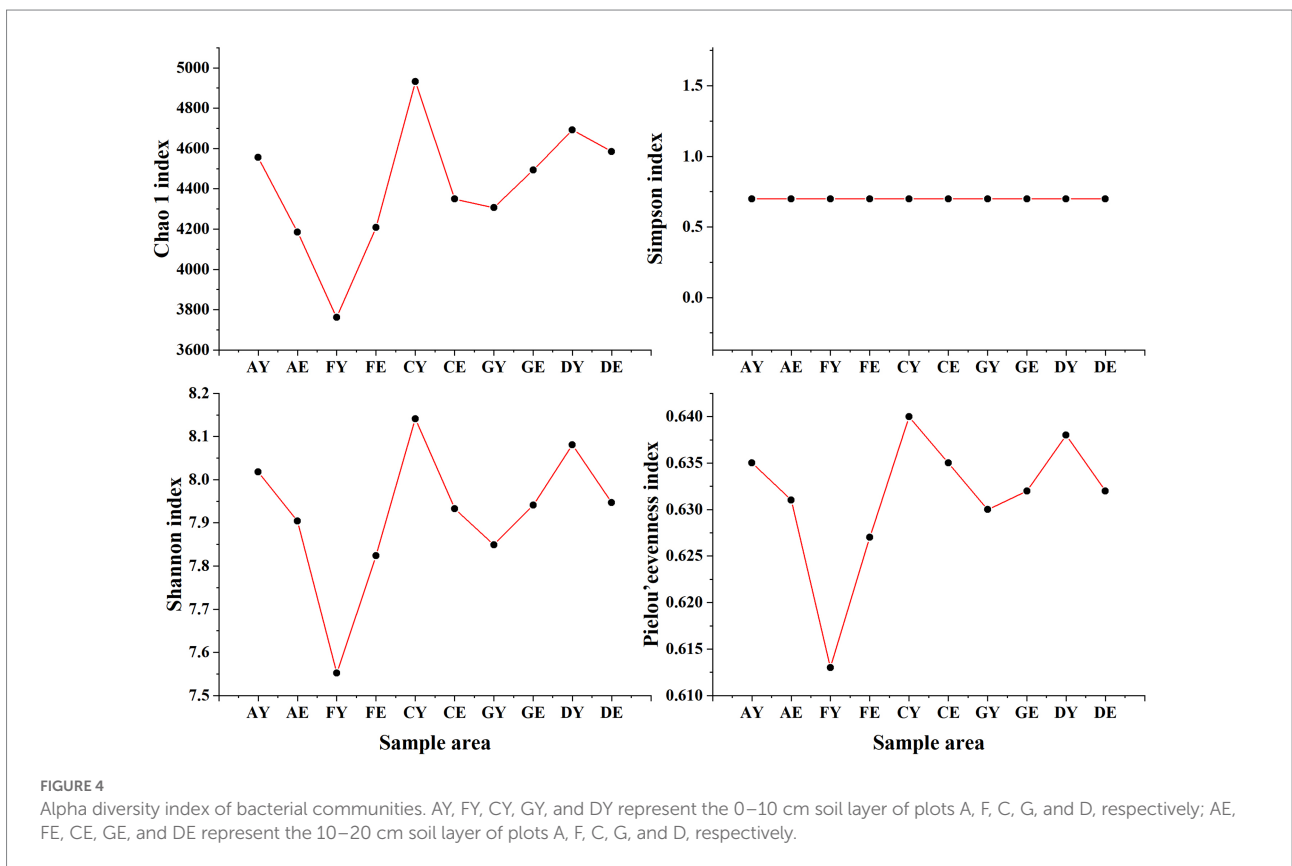 5000
4800
4600
4400
4200
4000
3800
3600
Chao 1 index
AY AE FY FE CY CE GY GE DY DE
1.5
1.0
0.5
0.0
Simpson index
AY AE FY FE CY CE GY GE DY DE
8.2
8.1
8.0
7.9
7.8
7.7
7.6
7.5
Shannon index
AY AE FY FE CY CE GY GE DY DE
Sample area
0.640
0.635
0.630
0.625
0.620
0.615
0.610
Pielou'eevenness index
AY AE FY FE CY CE GY GE DY DE
Sample area
FIGURE 4
Alpha diversity index of bacterial communities. AY, FY, CY, GY, and DY represent the 0–10 cm soil layer of plots A, F, C, G, and D, respectively; AE,
FE, CE, GE, and DE represent the 10–20 cm soil layer of plots A, F, C, G, and D, respectively.